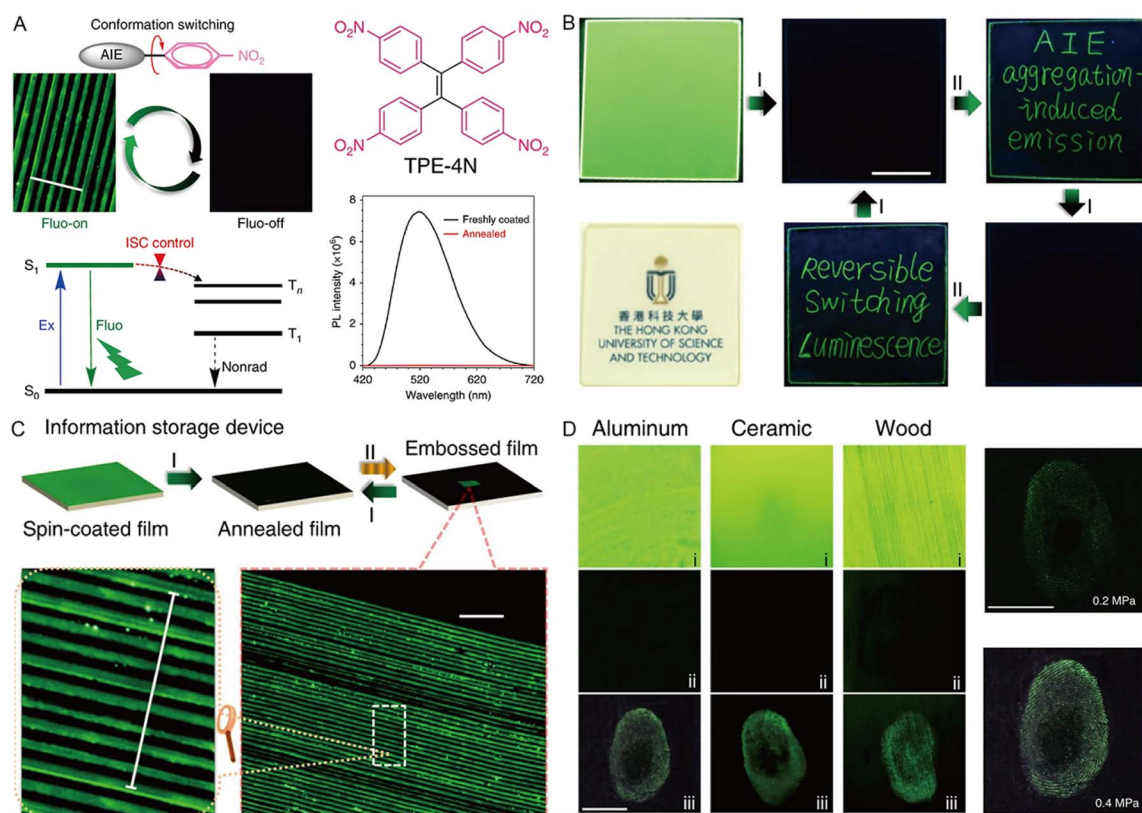 A
Conformation switching
AIE
NO₂
Fluo-on
Fluo-off
ISC control
S₁
Tₙ
T₁
Ex
Fluo
Nonrad
S₀
O₂N
NO₂
O₂N
NO₂
TPE-4N
PL intensity (×10⁶)
8
6
4
2
0
Freshly coated
Annealed
420
520
620
720
Wavelength (nm)
B
I
II
AIE
aggregation-
induced
emission
I
香港科技大學
THE HONG KONG
UNIVERSITY OF SCIENCE
AND TECHNOLOGY
I
Reversible
Switching
Luminescence
II
C
Information storage device
I
II
I
Embossed film
Spin-coated film
Annealed film
D
Aluminum
Ceramic
Wood
i
i
i
ii
ii
ii
iii
iii
iii
0.2 MPa
0.4 MPa